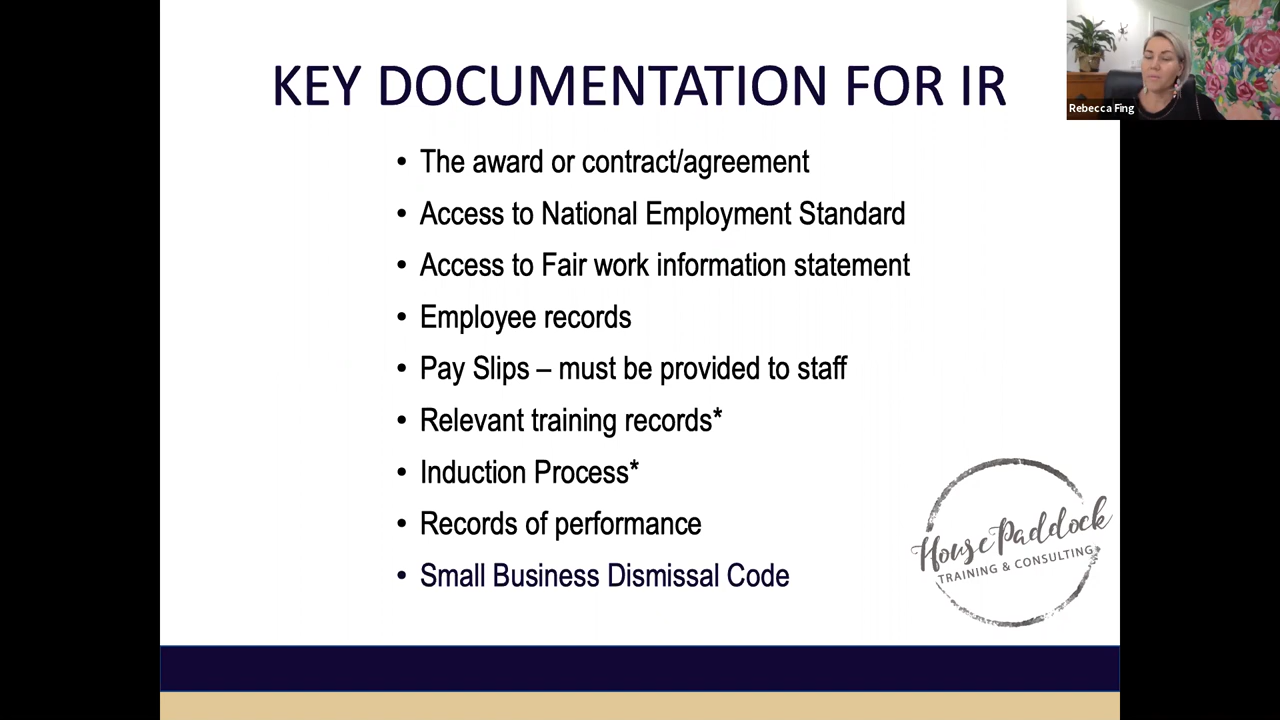 KEY DOCUMENTATION FOR IR
Rebecca Fing
• The award or contract/agreement
• Access to National Employment Standard
• Access to Fair work information statement
• Employee records
• Pay Slips – must be provided to staff
• Relevant training records*
• Induction Process*
• Records of performance
• Small Business Dismissal Code
House Paddock
TRAINING & CONSULTING